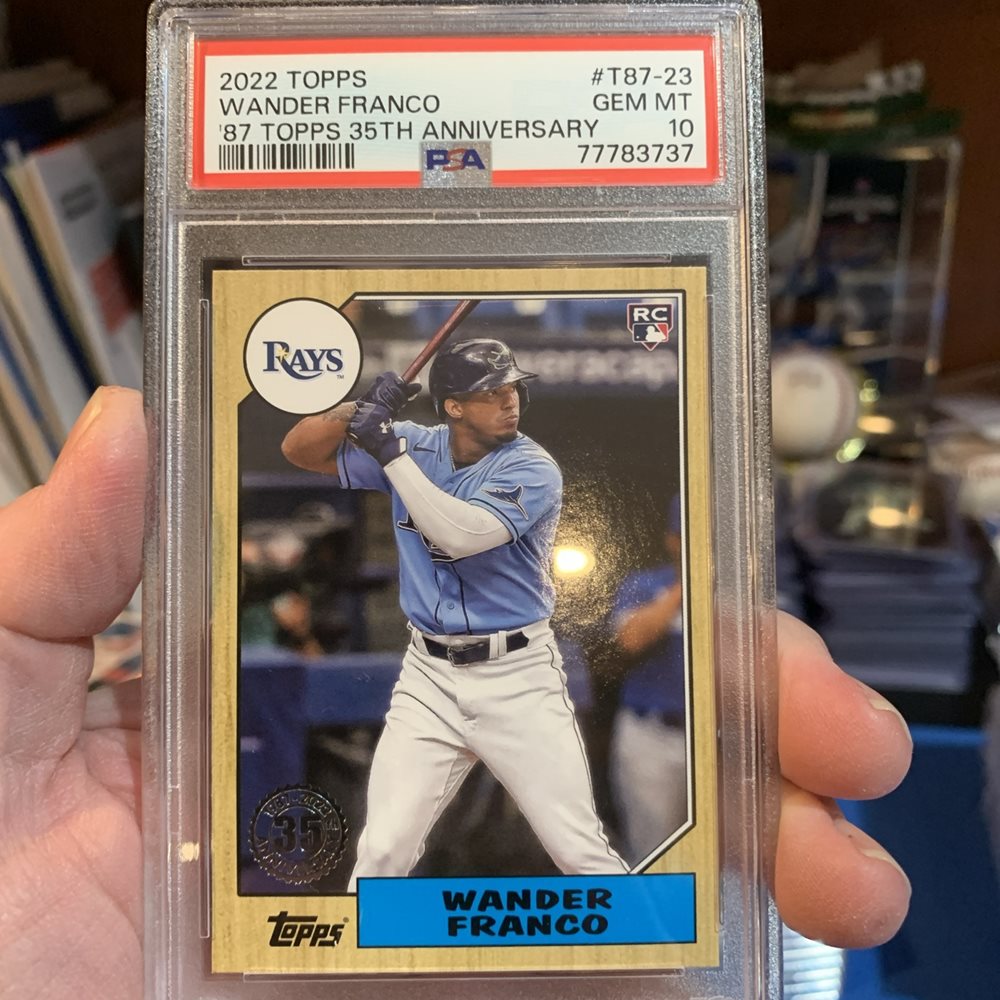 2022 TOPPS #T87-23
WANDER FRANCO GEM MT
'87 TOPPS 35TH ANNIVERSARY 10
PSA 77783737
RAYS TM
RC
35
WANDER
FRANCO
topps